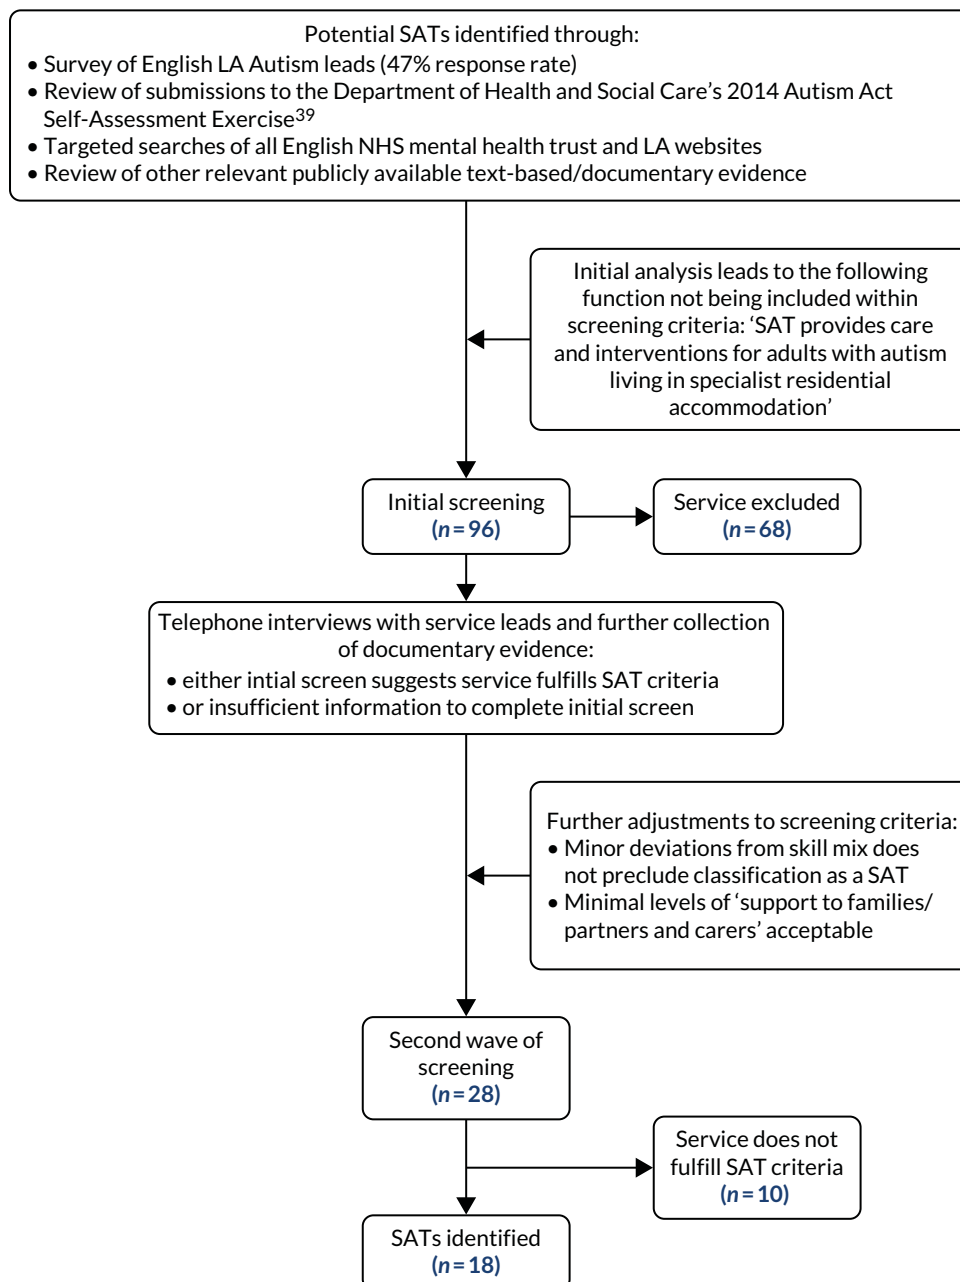 Potential SATs identified through:
• Survey of English LA Autism leads (47% response rate)
• Review of submissions to the Department of Health and Social Care's 2014 Autism Act
Self-Assessment Exercise39
• Targeted searches of all English NHS mental health trust and LA websites
• Review of other relevant publicly available text-based/documentary evidence
Initial analysis leads to the following
function not being included within
screening criteria: 'SAT provides care
and interventions for adults with autism
living in specialist residential
accommodation'
Initial screening
(n=96)
Service excluded
(n=68)
Telephone interviews with service leads and further collection
of documentary evidence:
• either intial screen suggests service fulfills SAT criteria
• or insufficient information to complete initial screen
Further adjustments to screening criteria:
• Minor deviations from skill mix does
not preclude classification as a SAT
• Minimal levels of 'support to families/
partners and carers' acceptable
Second wave of
screening
(n=28)
Service does not
fulfill SAT criteria
(n=10)
SATs identified
(n=18)